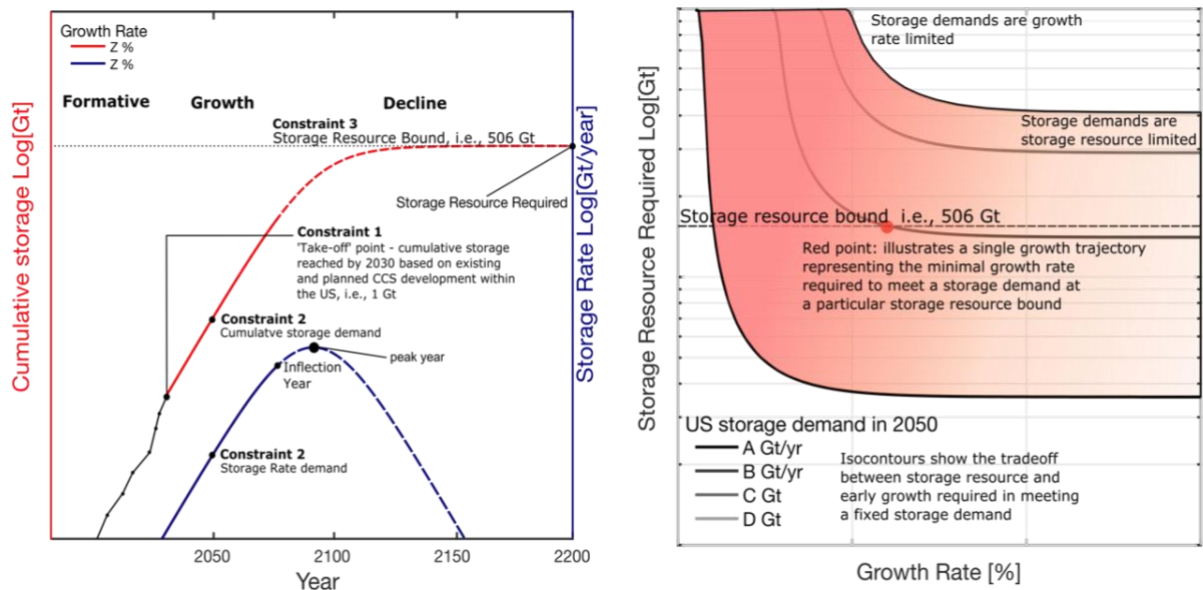 Growth Rate
Z %
Z %
Formative
Growth
Decline
Constraint 3
Storage Resource Bound, i.e., 506 Gt
Storage Resource Required
Constraint 1
'Take-off' point - cumulative storage
reached by 2030 based on existing
and planned CCS development within
the US, i.e., 1 Gt
Constraint 2
Cumulative storage demand
peak year
Inflection
Year
Constraint 2
Storage Rate demand
Cumulative storage Log[Gt]
Storage Rate Log[Gt/year]
2050
2100
2150
2200
Year
Storage Resource Required Log[Gt]
Storage demands are growth
rate limited
Storage demands are
storage resource limited
Storage resource bound i.e., 506 Gt
Red point: illustrates a single growth trajectory
representing the minimal growth rate
required to meet a storage demand at
a particular storage resource bound
US storage demand in 2050
A Gt/yr
B Gt/yr
C Gt
D Gt
Isocontours show the tradeoff
between storage resource and
early growth required in meeting
a fixed storage demand
Growth Rate [%]